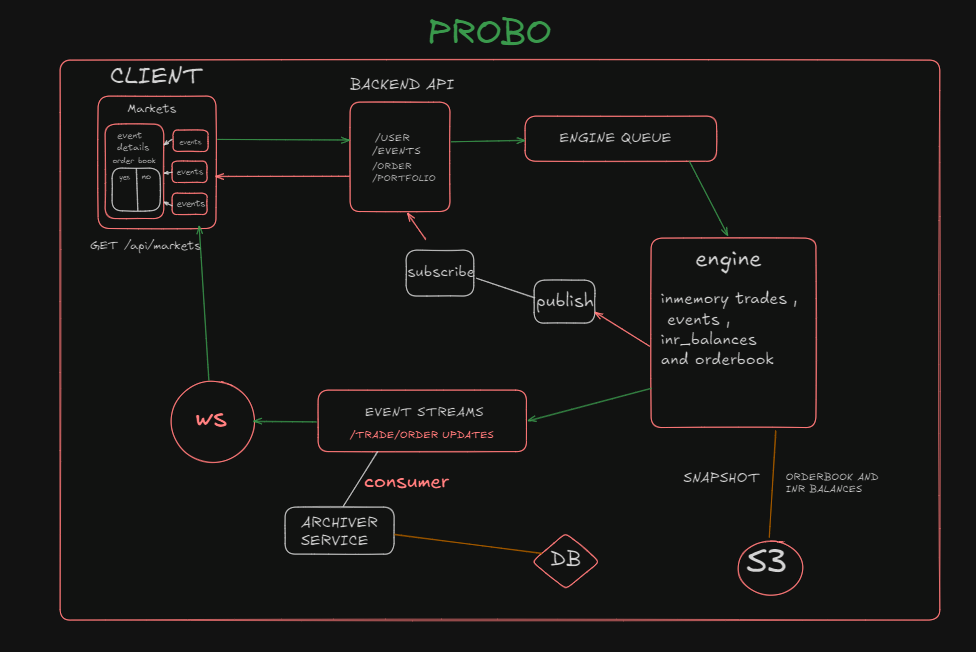 PROBO
CLIENT
Markets
event
details
order book
yes
no
events
events
events
GET /api/markets
BACKEND API
/USER
/EVENTS
/ORDER
/PORTFOLIO
ENGINE QUEUE
subscribe
publish
engine
inmemory trades ,
events ,
inr_balances
and orderbook
WS
EVENT STREAMS
/TRADE/ORDER UPDATES
consumer
ARCHIVER
SERVICE
DB
SNAPSHOT
ORDERBOOK AND
INR BALANCES
S3